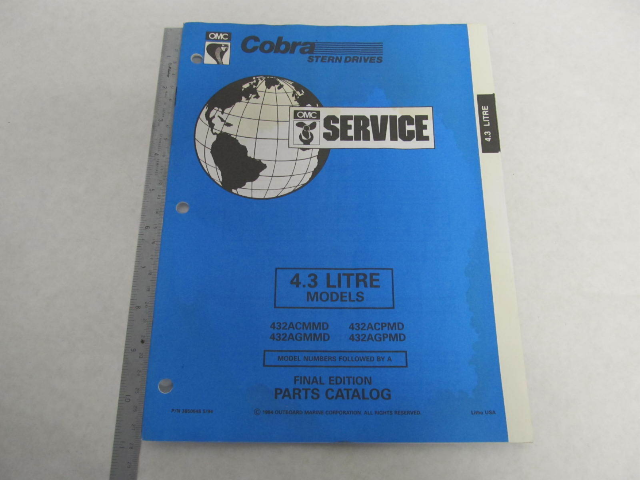 OMC
Cobra
STERN DRIVES
OMC
SERVICE
4.3 LITRE
4.3 LITRE
MODELS
432ACMMD 432ACPMD
432AGMMD 432AGPMD
MODEL NUMBERS FOLLOWED BY A
FINAL EDITION
PARTS CATALOG
P/N
OUTBOARD MARINE CORPORATION. ALL RIGHTS RESERVED.
USA